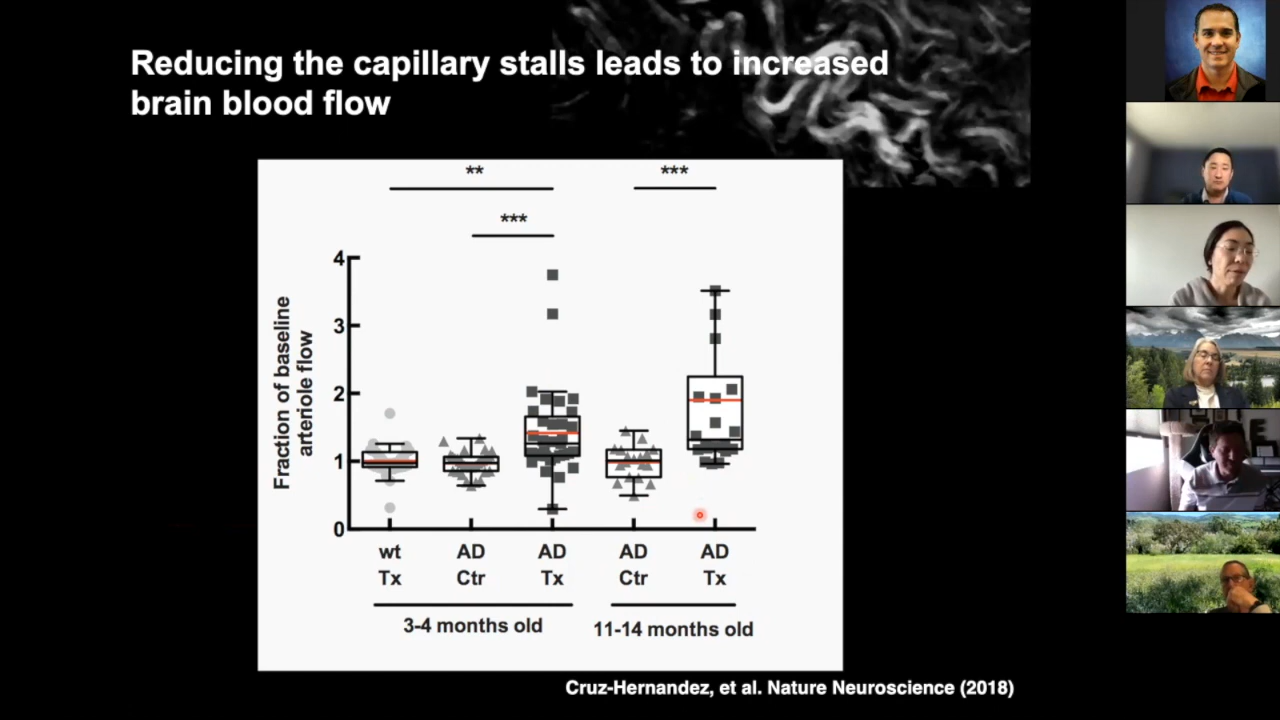 Reducing the capillary stalls leads to increased
brain blood flow
** ***
***
Fraction of baseline
arteriole flow
4
3
2
1
0
wt AD AD AD AD
Tx Ctr Tx Ctr Tx
3-4 months old 11-14 months old
Cruz-Hernandez, et al. Nature Neuroscience (2018)